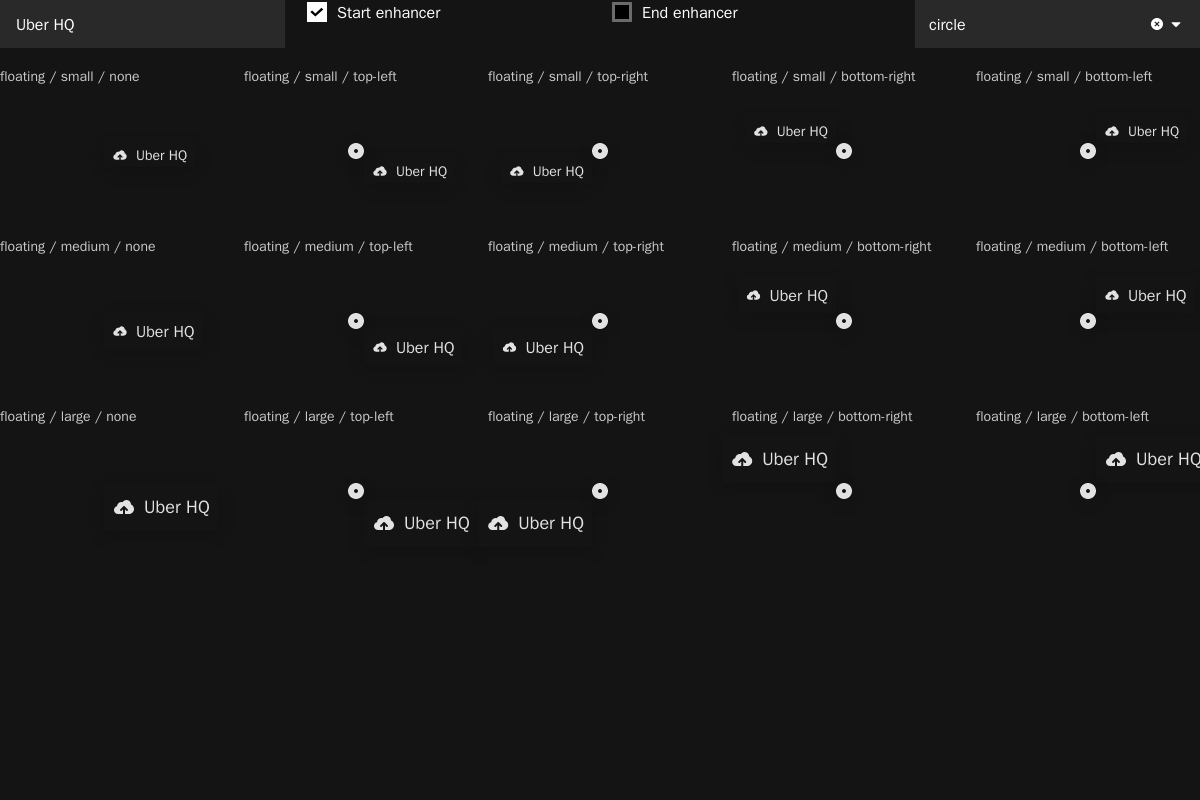 Uber HQ
Start enhancer
End enhancer
circle
floating / small / none
floating / small / top-left
floating / small / top-right
floating / small / bottom-right
floating / small / bottom-left
Uber HQ
Uber HQ
Uber HQ
Uber HQ
Uber HQ
floating / medium / none
floating / medium / top-left
floating / medium / top-right
floating / medium / bottom-right
floating / medium / bottom-left
Uber HQ
Uber HQ
Uber HQ
Uber HQ
Uber HQ
floating / large / none
floating / large / top-left
floating / large / top-right
floating / large / bottom-right
floating / large / bottom-left
Uber HQ
Uber HQ
Uber HQ
Uber HQ
Uber HQ